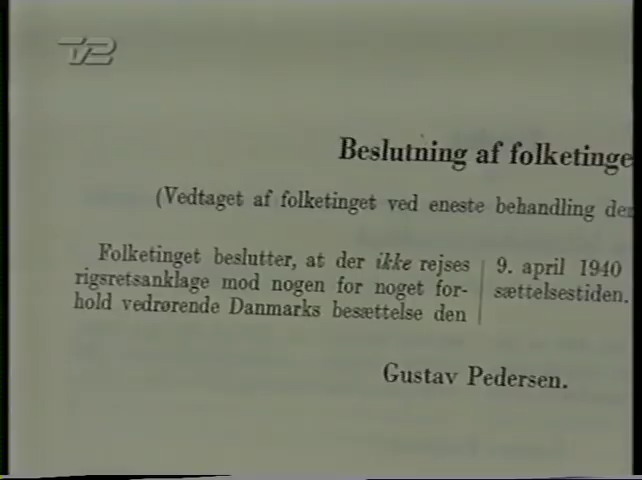 TV2
Beslutning af folketinge
(Vedtaget af folketinget ved eneste behandling den
Folketinget beslutter, at der ikke rejses
rigsretsanklage mod nogen for noget for-
hold vedrørende Danmarks besættelse den
9. april 1940
sættelsestiden.
Gustav Pedersen.